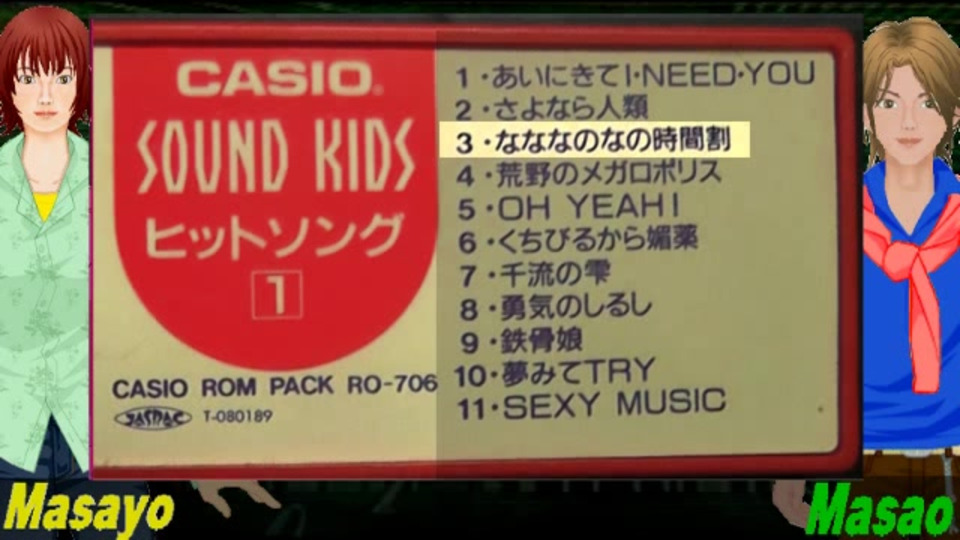 CASIO®
SOUND KIDS
ヒットソング
1
CASIO ROM PACK RO-706
JASRAC T-080189
1・あいにきてI・NEED・YOU
2・さよなら人類
3・なななのなの時間割
4・荒野のメガロポリス
5・OH YEAH!
6・くちびるから媚薬
7・千流の雫
8・勇気のしるし
9・鉄骨娘
10・夢みてTRY
11・SEXY MUSIC
Masayo
Masao